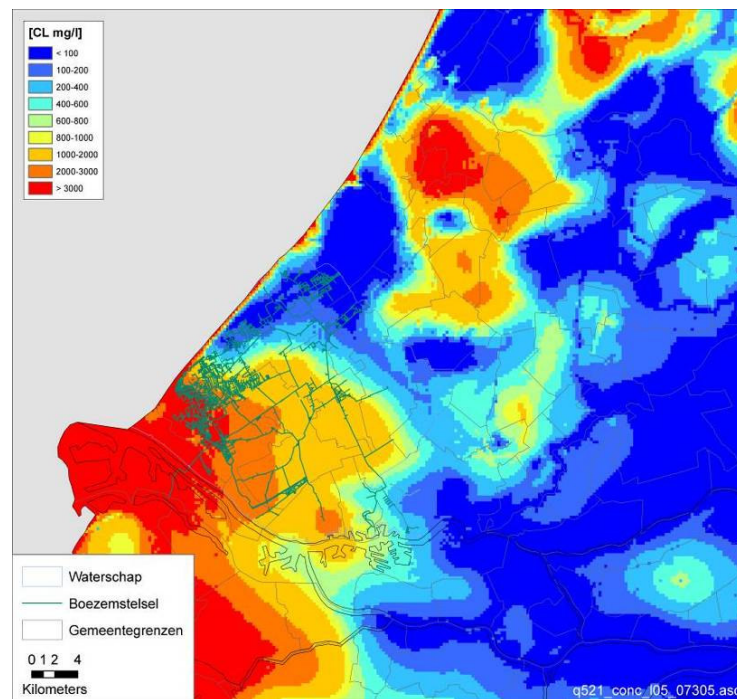 [CL mg/l]
< 100
100-200
200-400
400-600
600-800
800-1000
1000-2000
2000-3000
> 3000
Waterschap
Boezemstelsel
Gemeentegrenzen
0 1 2 4
Kilometers
q521_conc_l05_07305.asc